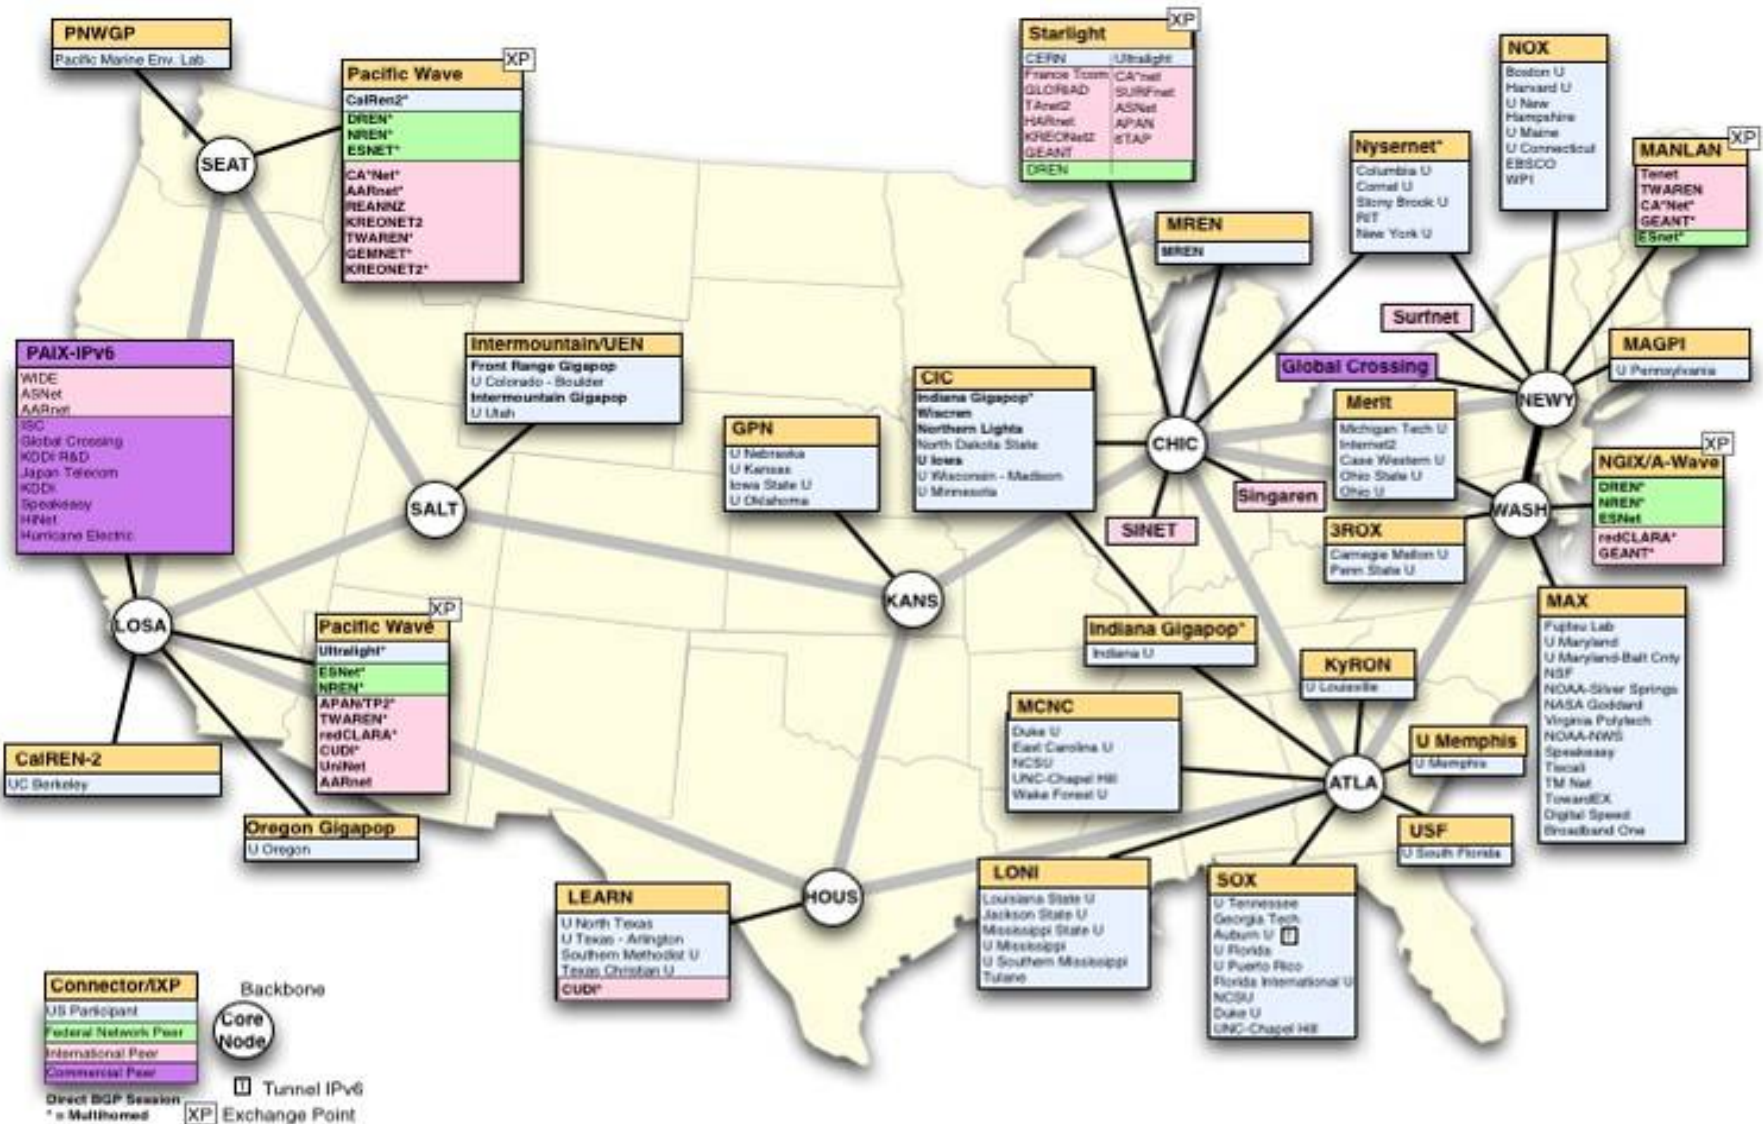 PNWGP
Pacific Marine Env. Lab
XP
Pacific Wave
CalRen2*
DREN*
NREN*
ESNET*
CA*Net*
AARnet*
REANNZ
KREONET2
TWAREN*
GEMNET*
KREONET2*
SEAT
XP
Starlight
CERN
Ultralight
France Tcom
CA*net
GLORIAD
SURFnet
TAnet2
ASNet
HARnet
APAN
KREONet2
6TAP
GEANT
DREN
MREN
MREN
Nysernet*
Columbia U
Cornel U
Stony Brook U
RIT
New York U
NOX
Boston U
Harvard U
U New
Hampshire
U Maine
U Connecticut
EBSCO
WPI
XP
MANLAN
Tenet
TWAREN
CA*Net*
GEANT*
ESnet*
Surfnet
Global Crossing
MAGPI
U Pennsylvania
NEWY
PAIX-IPv6
WIDE
ASNet
AARnet
ISC
Global Crossing
KDDI R&D
Japan Telecom
KDDI
Speakeasy
HiNet
Hurricane Electric
Intermountain/UEN
Front Range Gigapop
U Colorado - Boulder
Intermountain Gigapop
U Utah
SALT
GPN
U Nebraska
U Kansas
Iowa State U
U Oklahoma
CIC
Indiana Gigapop*
Wiscren
Northern Lights
North Dakota State
U Iowa
U Wisconsin - Madison
U Minnesota
CHIC
SINET
Singaren
Merit
Michigan Tech U
Internet2
Case Western U
Ohio State U
Ohio U
WASH
XP
NGIX/A-Wave
DREN*
NREN*
ESNet
redCLARA*
GEANT*
3ROX
Carnegie Mellon U
Penn State U
MAX
Fujitsu Lab
U Maryland
U Maryland-Balt Cnty
NSF
NOAA-Silver Springs
NASA Goddard
Virginia Polytech
NOAA-NWS
Speakeasy
Tiscali
TM Net
TowardEX
Digital Speed
Broadband One
KANS
LOSA
XP
Pacific Wave
Ultralight*
ESNet*
NREN*
APAN/TP2*
TWAREN*
redCLARA*
CUDI*
UniNet
AARnet
CalREN-2
UC Berkeley
Oregon Gigapop
U Oregon
Indiana Gigapop*
Indiana U
KyRON
U Louisville
MCNC
Duke U
East Carolina U
NCSU
UNC-Chapel Hill
Wake Forest U
U Memphis
U Memphis
ATLA
USF
U South Florida
HOUS
LEARN
U North Texas
U Texas - Arlington
Southern Methodist U
Texas Christian U
CUDI*
LONI
Louisiana State U
Jackson State U
Mississippi State U
U Mississippi
U Southern Mississippi
Tulane
SOX
U Tennessee
Georgia Tech
Auburn U T
U Florida
U Puerto Rico
Florida International U
NCSU
Duke U
UNC-Chapel Hill
Connector/IXP
US Participant
Federal Network Peer
International Peer
Commercial Peer
Direct BGP Session
* = Multihomed
Backbone
Core
Node
T Tunnel IPv6
XP Exchange Point